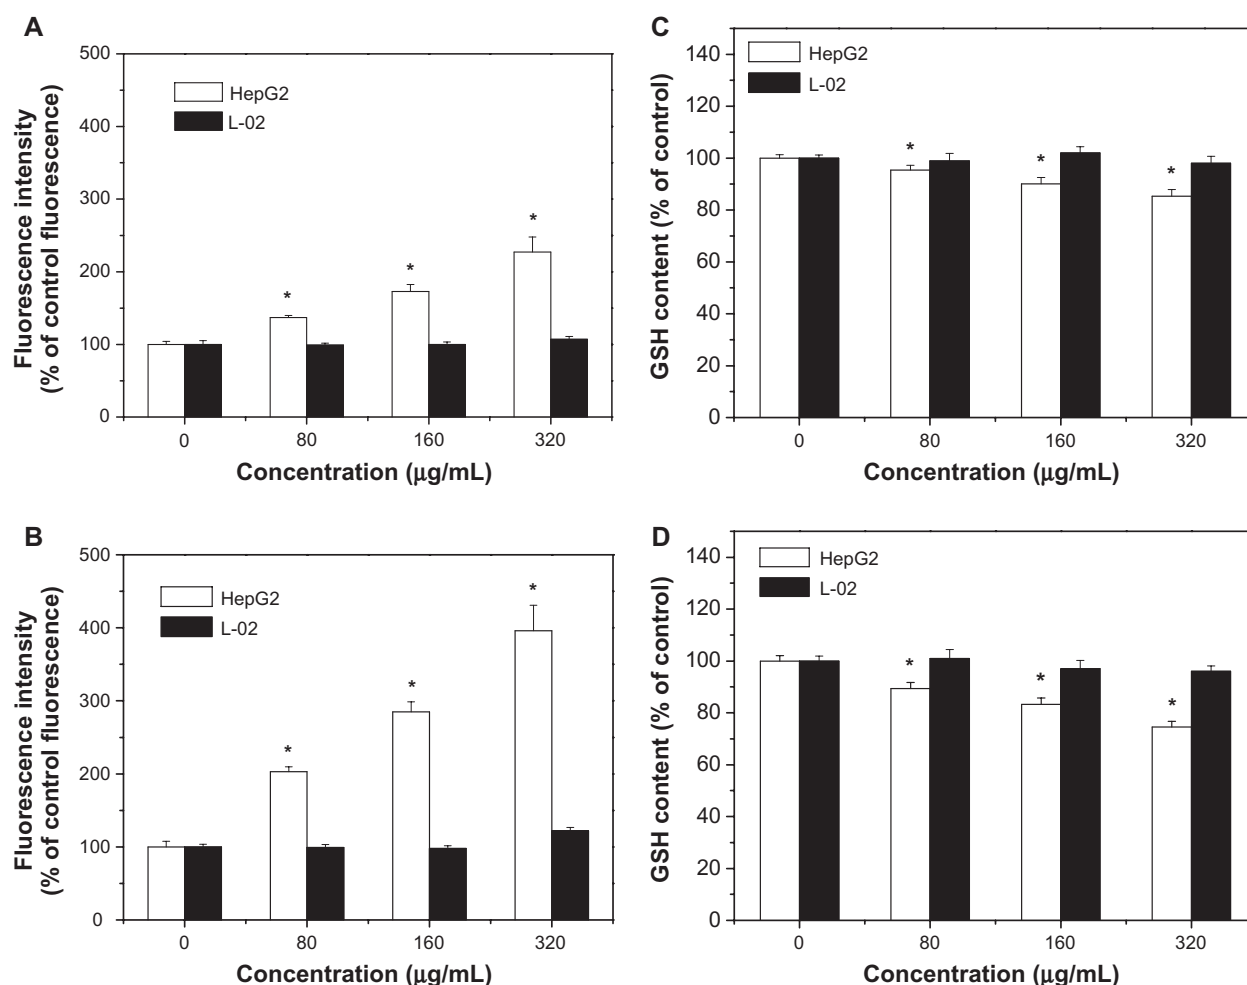 A
Fluorescence intensity
(% of control fluorescence)
500
400
300
200
100
0
HepG2
L-02
*
*
*
0 80 160 320
Concentration (μg/mL)
C
GSH content (% of control)
140
120
100
80
60
40
20
0
HepG2
L-02
*
*
*
0 80 160 320
Concentration (μg/mL)
B
Fluorescence intensity
(% of control fluorescence)
500
400
300
200
100
0
HepG2
L-02
*
*
*
0 80 160 320
Concentration (μg/mL)
D
GSH content (% of control)
140
120
100
80
60
40
20
0
HepG2
L-02
*
*
*
0 80 160 320
Concentration (μg/mL)